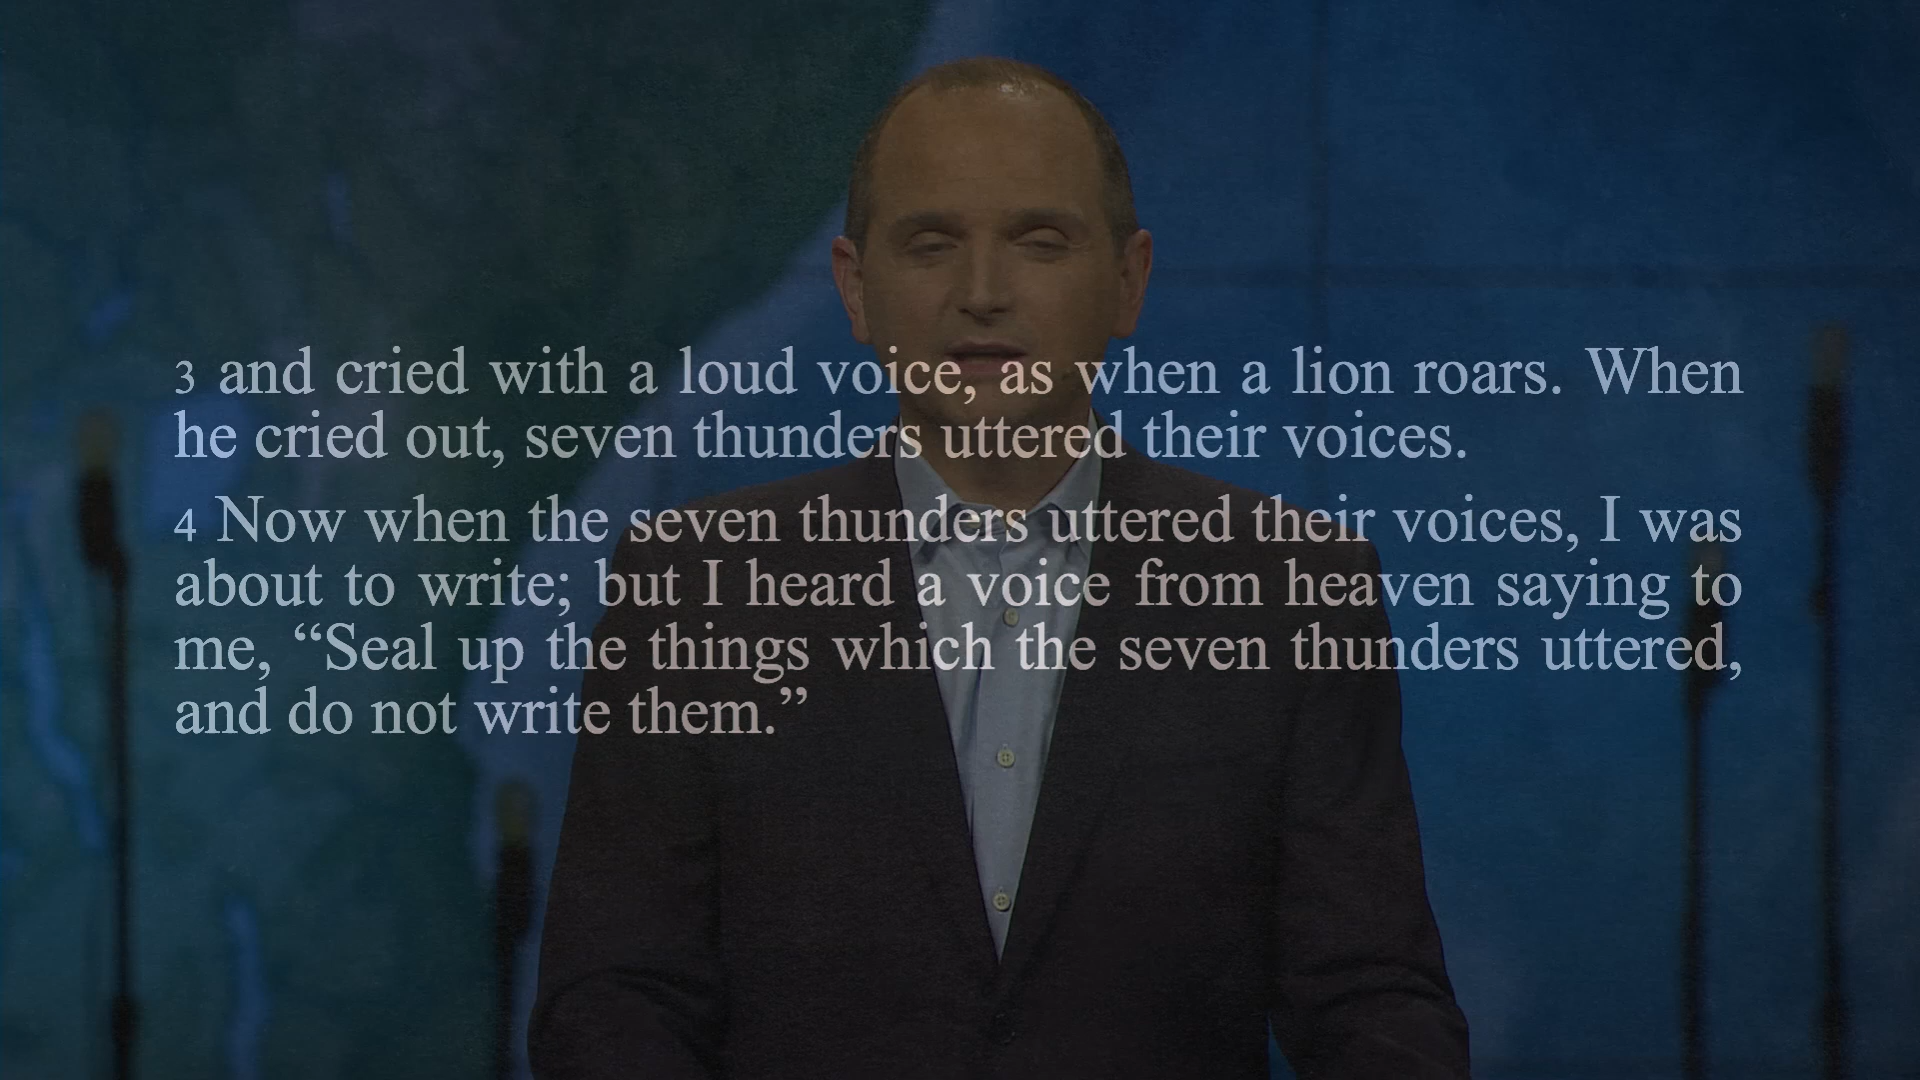 3 and cried with a loud voice, as when a lion roars. When
he cried out, seven thunders uttered their voices.
4 Now when the seven thunders uttered their voices, I was
about to write; but I heard a voice from heaven saying to
me, “Seal up the things which the seven thunders uttered,
and do not write them.”